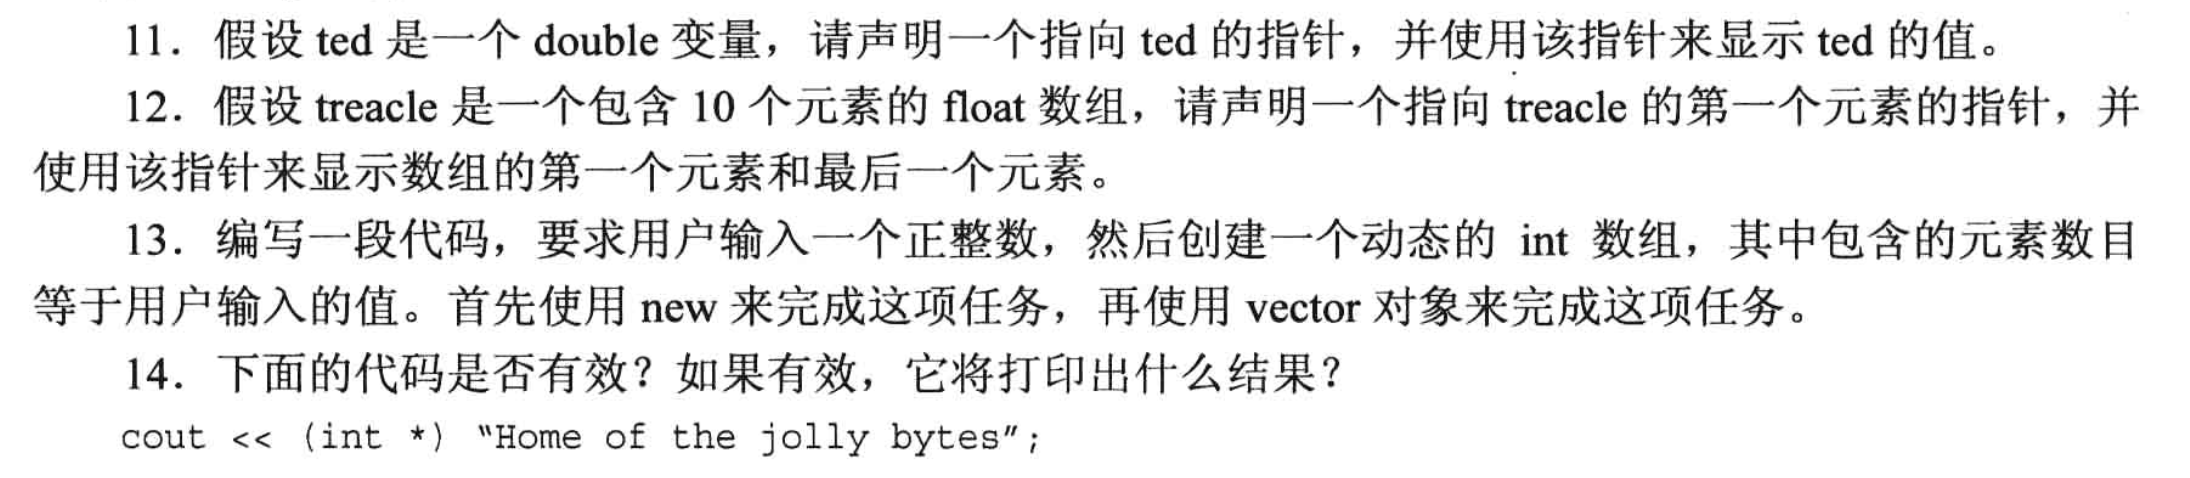 11．假设 ted 是一个 double 变量，请声明一个指向 ted 的指针，并使用该指针来显示 ted 的值。
12．假设 treacle 是一个包含 10 个元素的 float 数组，请声明一个指向 treacle 的第一个元素的指针，并
使用该指针来显示数组的第一个元素和最后一个元素。
13．编写一段代码，要求用户输入一个正整数，然后创建一个动态的 int 数组，其中包含的元素数目
等于用户输入的值。首先使用 new 来完成这项任务，再使用 vector 对象来完成这项任务。
14．下面的代码是否有效？如果有效，它将打印出什么结果？
cout << (int *) “Home of the jolly bytes”;